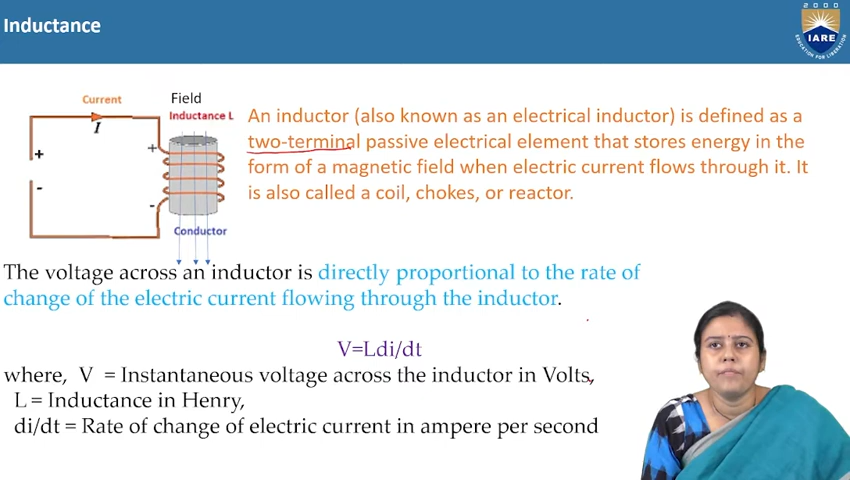 Inductance
2000
IARE
EDUCATION FOR LIBERATION
Current
I
Field
Inductance L
+
-
+
-
Conductor
An inductor (also known as an electrical inductor) is defined as a
two-terminal passive electrical element that stores energy in the
form of a magnetic field when electric current flows through it. It
is also called a coil, chokes, or reactor.
The voltage across an inductor is directly proportional to the rate of
change of the electric current flowing through the inductor.
V=Ldi/dt
where, V = Instantaneous voltage across the inductor in Volts,
L = Inductance in Henry,
di/dt = Rate of change of electric current in ampere per second